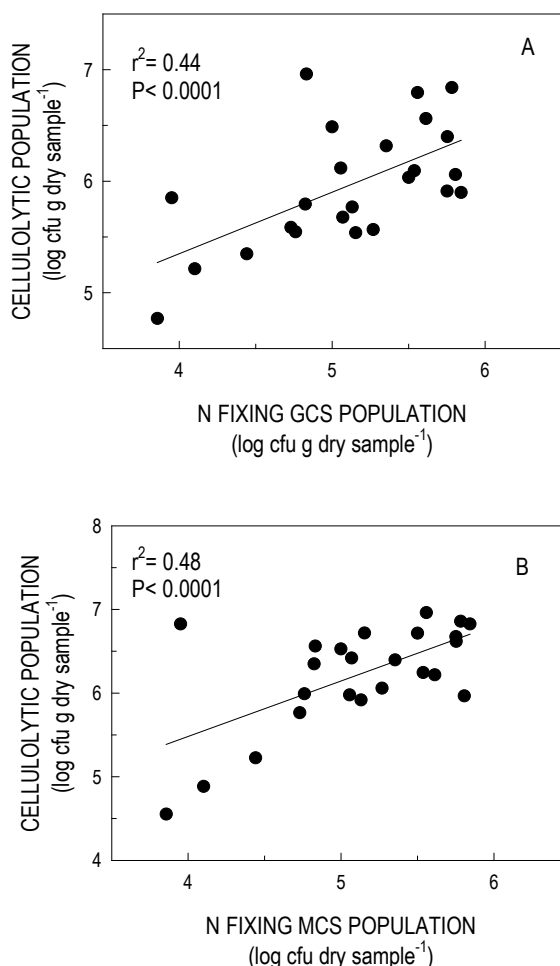 CELLULOLYTIC POPULATION
(log cfu g dry sample⁻¹)
A
r²= 0.44
P< 0.0001
7
6
5
4 5 6
N FIXING GCS POPULATION
(log cfu g dry sample⁻¹)
CELLULOLYTIC POPULATION
(log cfu g dry sample⁻¹)
B
r²= 0.48
P< 0.0001
8
7
6
5
4
4 5 6
N FIXING MCS POPULATION
(log cfu dry sample⁻¹)